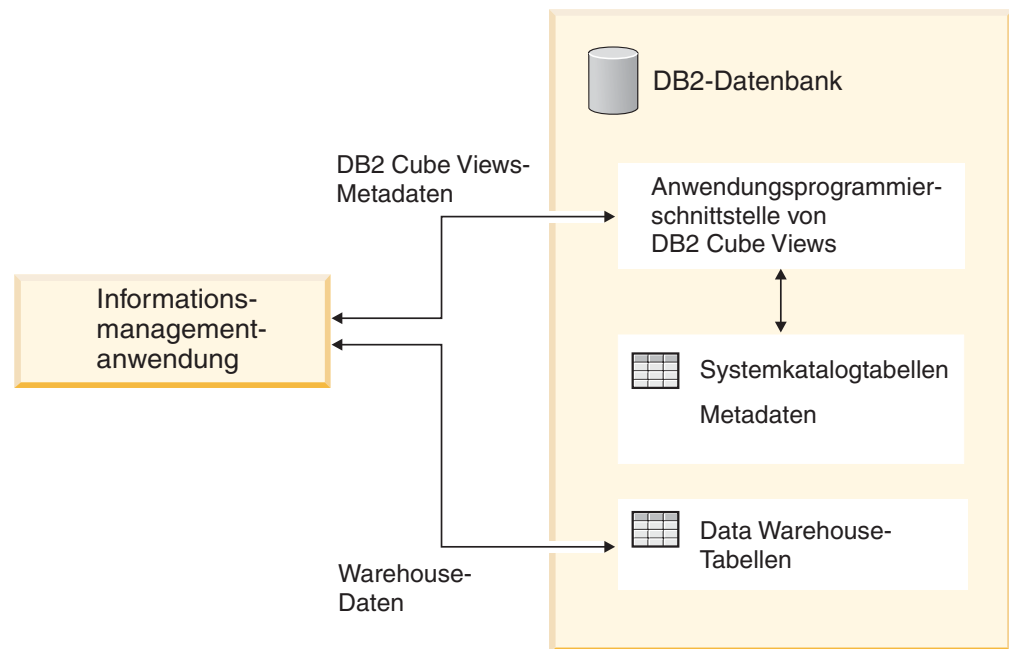 DB2-Datenbank
DB2 Cube Views-
Metadaten
Anwendungsprogrammier-
schnittstelle von
DB2 Cube Views
Informations-
management-
anwendung
Systemkatalogtabellen
Metadaten
Data Warehouse-
Tabellen
Warehouse-
Daten